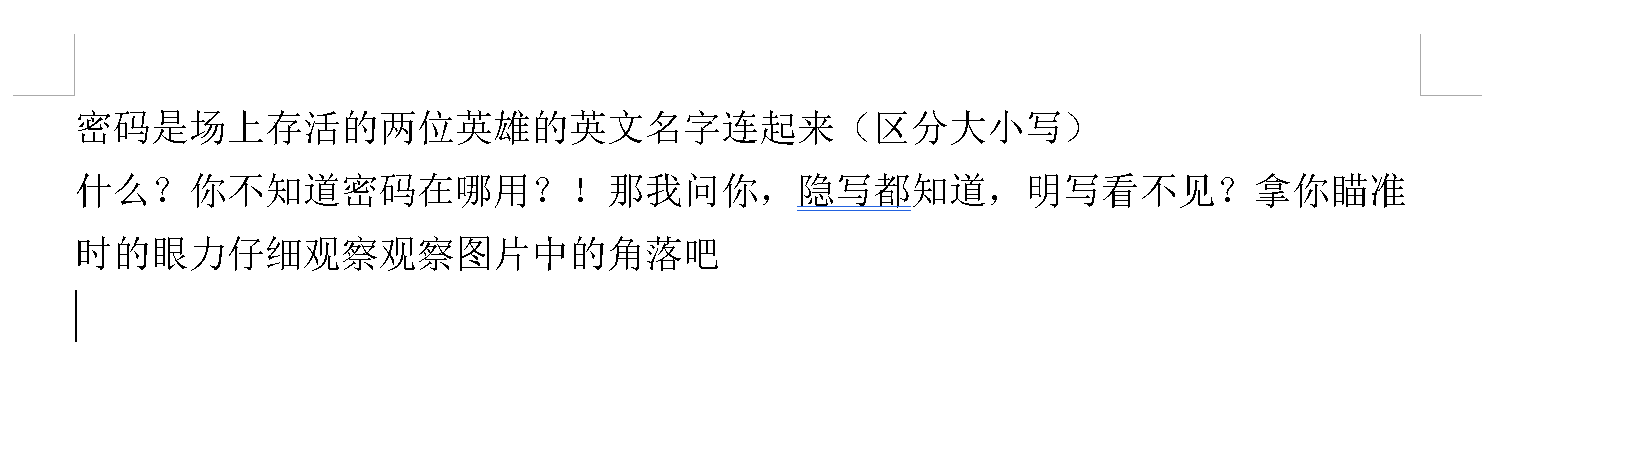 密码是场上存活的两位英雄的英文名字连起来（区分大小写）
什么？你不知道密码在哪用？！那我问你，隐写都知道，明写看不见？拿你瞄准
时的眼力仔细观察观察图片中的角落吧